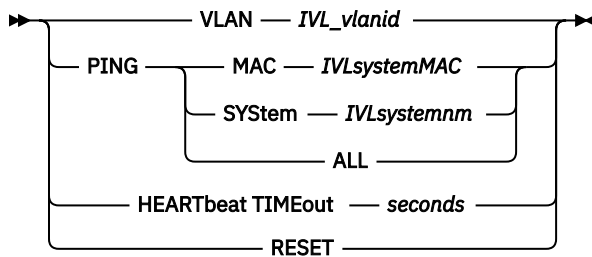 VLAN IVL_vlanid
PING MAC IVLsystemMAC
SYStem IVLsystemnm
ALL
HEARTbeat TIMEout seconds
RESET